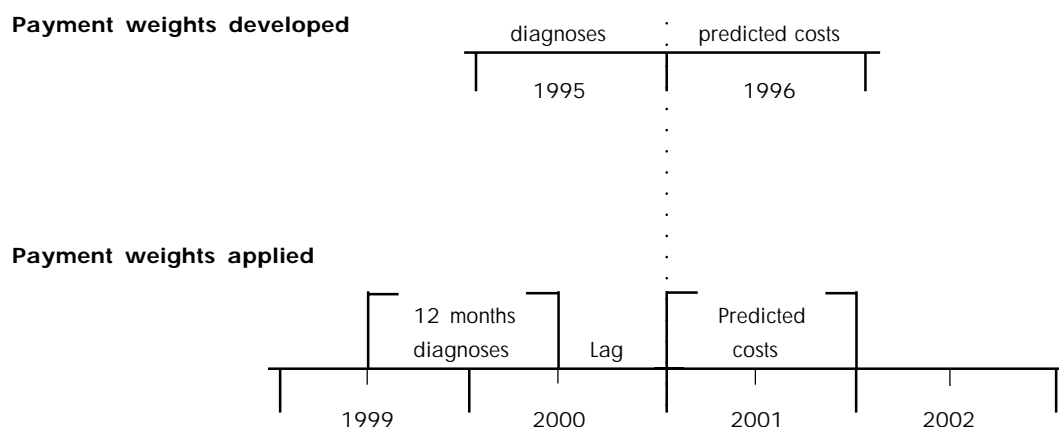 Payment weights developed
diagnoses predicted costs
1995 1996
Payment weights applied
12 months
diagnoses
Lag
Predicted
costs
1999 2000 2001 2002